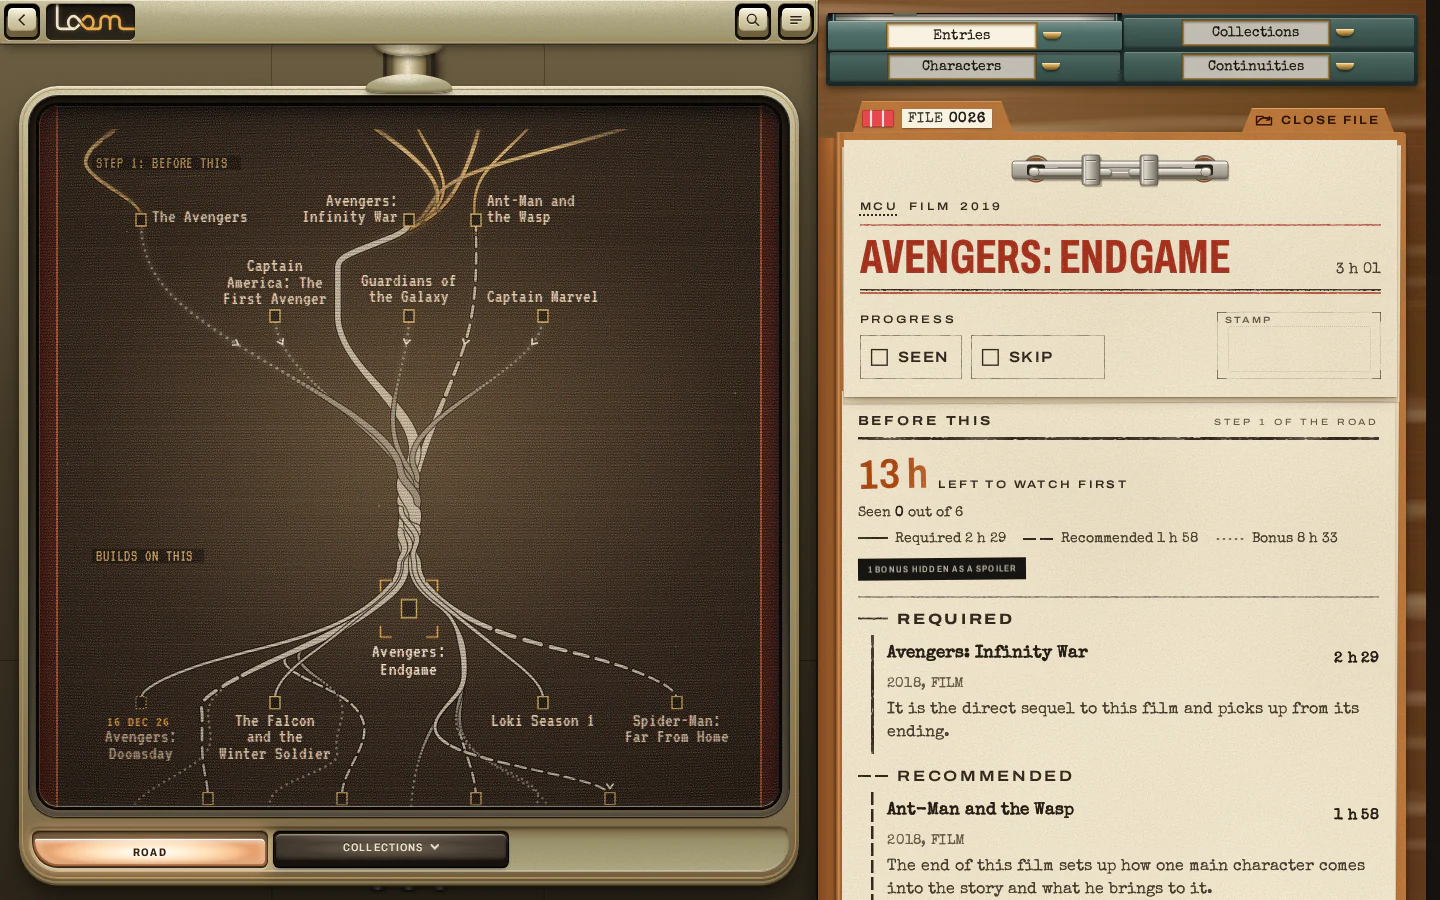 Loom
STEP 1: BEFORE THIS
The Avengers
Avengers:
Infinity War
Ant-Man and
the Wasp
Captain
America: The
First Avenger
Guardians of
the Galaxy
Captain Marvel
BUILDS ON THIS
Avengers:
Endgame
16 DEC 26
Avengers:
Doomsday
The Falcon
and the
Winter Soldier
Loki Season 1
Spider-Man:
Far From Home
ROAD
COLLECTIONS
Entries
Collections
Characters
Continuities
FILE 0026
CLOSE FILE
MCU FILM 2019
AVENGERS: ENDGAME
3 h 01
PROGRESS
SEEN
SKIP
STAMP
BEFORE THIS
STEP 1 OF THE ROAD
13 h LEFT TO WATCH FIRST
Seen 0 out of 6
Required 2 h 29
Recommended 1 h 58
Bonus 8 h 33
1 BONUS HIDDEN AS A SPOILER
REQUIRED
Avengers: Infinity War
2 h 29
2018, FILM
It is the direct sequel to this film and picks up from its
ending.
RECOMMENDED
Ant-Man and the Wasp
1 h 58
2018, FILM
The end of this film sets up how one main character comes
into the story and what he brings to it.